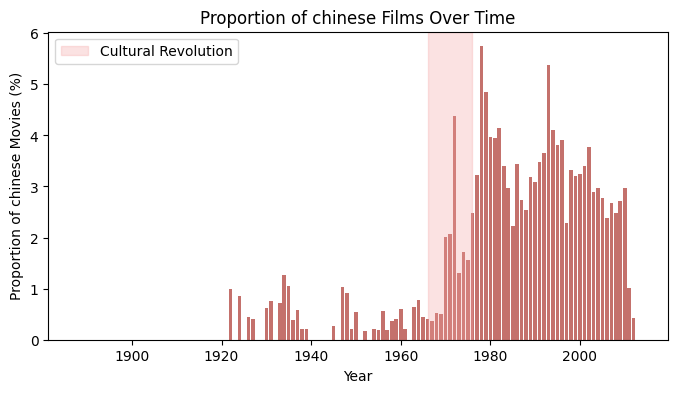 Proportion of chinese Films Over Time
Cultural Revolution
Proportion of chinese Movies (%)
6
5
4
3
2
1
0
1900 1920 1940 1960 1980 2000
Year